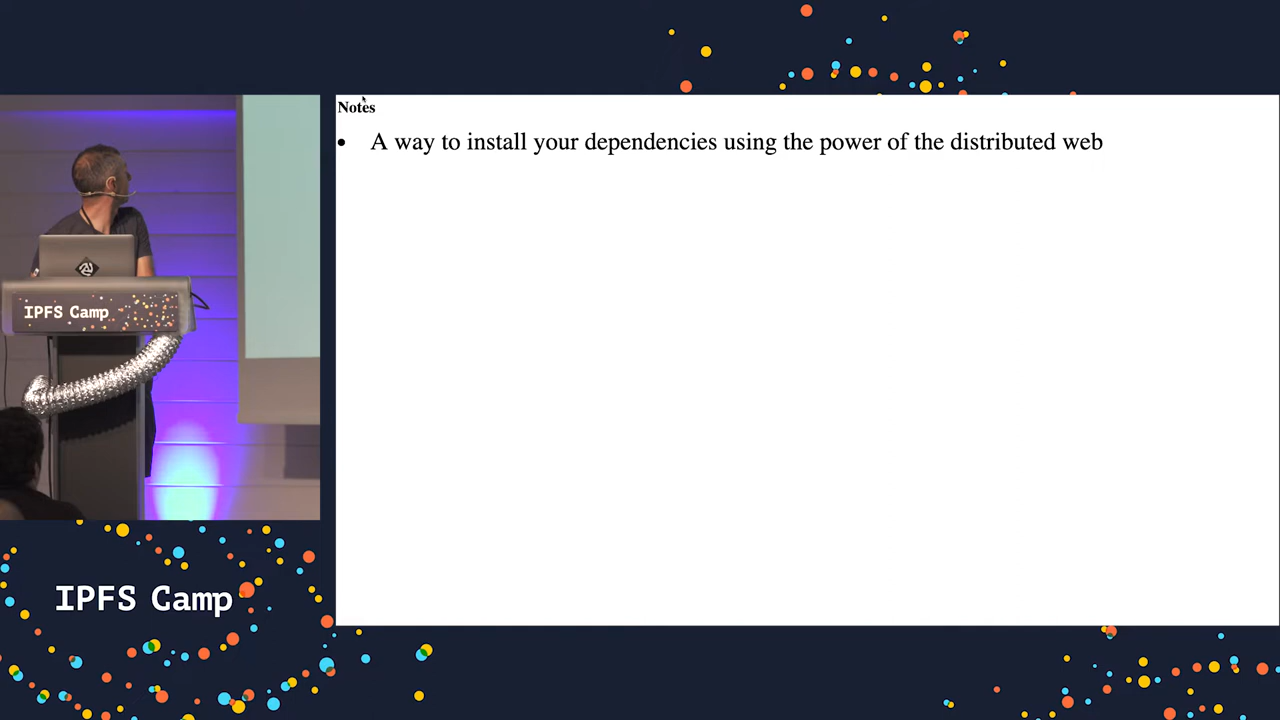 Notes
• A way to install your dependencies using the power of the distributed web
IPFS Camp
IPFS Camp